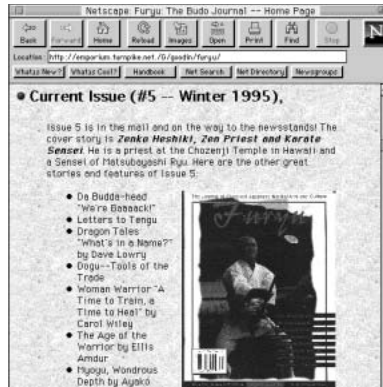 Netscape: Furyu: The Budo Journal -- Home Page
Back Forward Home Reload Images Open Print Find Stop
Location: http://emporium.turnpike.net./G/goodin/furyu/
What's New? What's Cool? Handbook Net Search Net Directory Newsgroups
Current Issue (#5 -- Winter 1995),
Issue 5 is in the mail and on the way to the newsstands! The
cover story is Zenko Heshiki, Zen Priest and Karate
Sensei. He is a priest at the Chozenji Temple in Hawaii and
a Sensei of Matsubayashi Ryu. Here are the other great
stories and features of Issue 5:
Da Budda-head
"We're Baaaack!"
Letters to Tengu
Dragon Tales
"What's in a Name?"
by Dave Lowry
Dogu--Tools of the
Trade
Woman Warrior "A
Time to Train, a
Time to Heal" by
Carol Wiley
The Age of the
Warrior by Ellis
Amdur
Myoyu, Wondrous
Depth by Ayako
Furyu